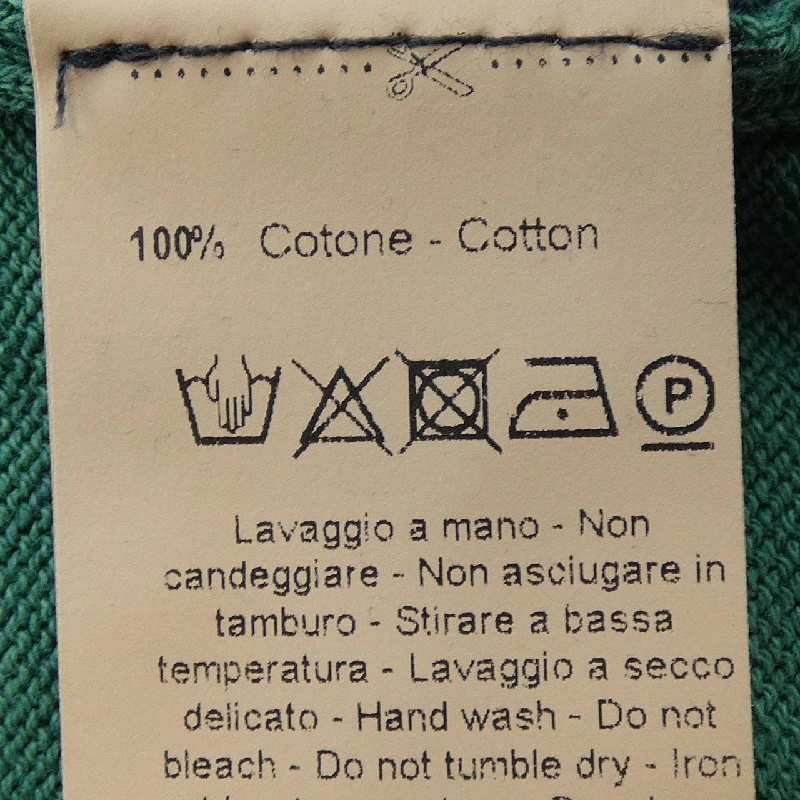 100% Cotone - Cotton
P
Lavaggio a mano - Non
candeggiare - Non asciugare in
tamburo - Stirare a bassa
temperatura - Lavaggio a secco
delicato - Hand wash - Do not
bleach - Do not tumble dry - Iron